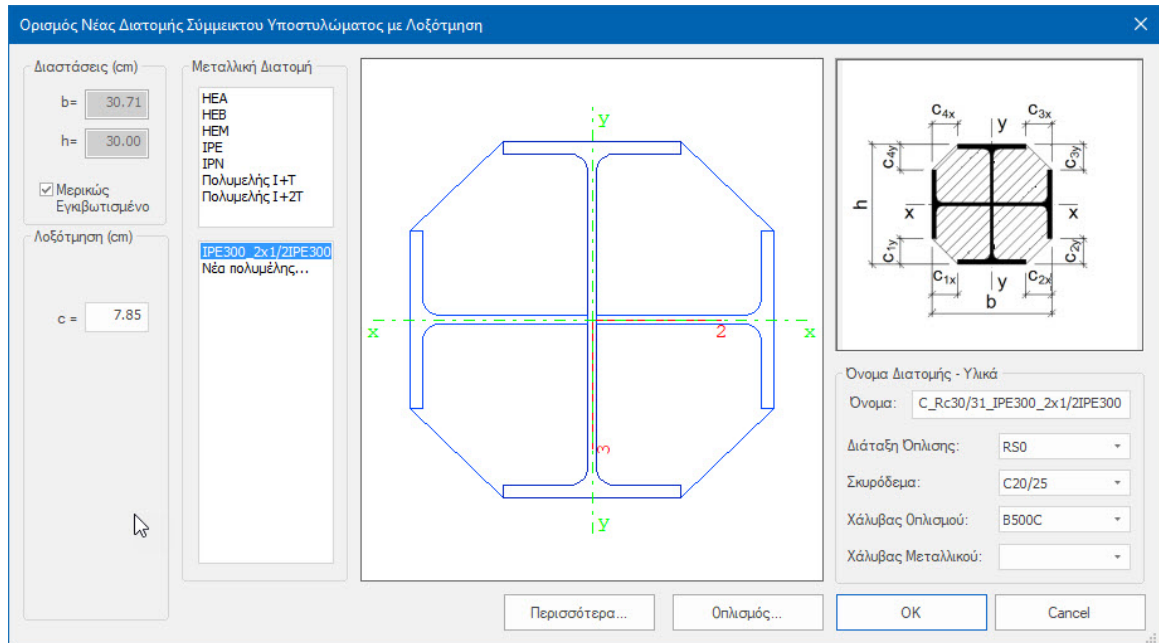 Ορισμός Νέας Διατομής Σύμμεικτου Υποστυλώματος με Λοξότμηση
Διαστάσεις (cm)
b= 30.71
h= 30.00
Μερικώς
Εγκιβωτισμένο
Λοξότμηση (cm)
c = 7.85
Μεταλλική Διατομή
HEA
HEB
HEM
IPE
IPN
Πολυμελής I+T
Πολυμελής I+2T
IPE300_2x1/2IPE300
Νέα πολυμέλης...
y
x
2
x
3
y
C4x
y
C3x
C4y
C3y
h
x
x
C1y
C2y
C1x
y
C2x
b
Όνομα Διατομής - Υλικά
Όνομα: C_Rc30/31_IPE300_2x1/2IPE300
Διάταξη Όπλισης: RS0
Σκυρόδεμα: C20/25
Χάλυβας Οπλισμού: B500C
Χάλυβας Μεταλλικού:
Περισσότερα...
Οπλισμός...
OK
Cancel